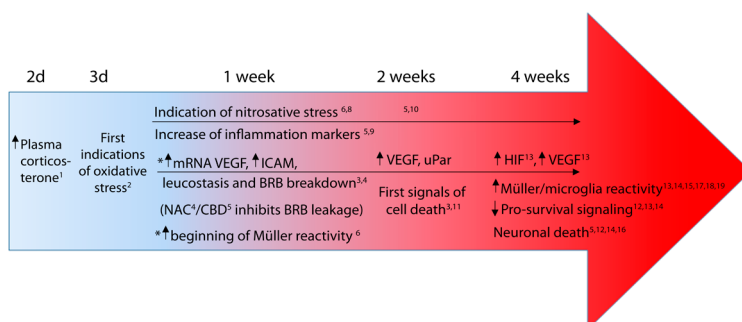 2d 3d 1 week 2 weeks 4 weeks
Indication of nitrosative stress 6,8 5,10
Increase of inflammation markers 5,9
↑Plasma
corticos-
terone1
First
indications
of oxidative
stress2
*↑mRNA VEGF, ↑ICAM,
leucostasis and BRB breakdown3,4
(NAC4/CBD5 inhibits BRB leakage)
*↑beginning of Müller reactivity 6
↑ VEGF, uPar
First signals of
cell death3,11
↑ HIF13, ↑ VEGF13
↑ Müller/microglia reactivity13,14,15,17,18,19
↓ Pro-survival signaling12,13,14
Neuronal death5,12,14,16